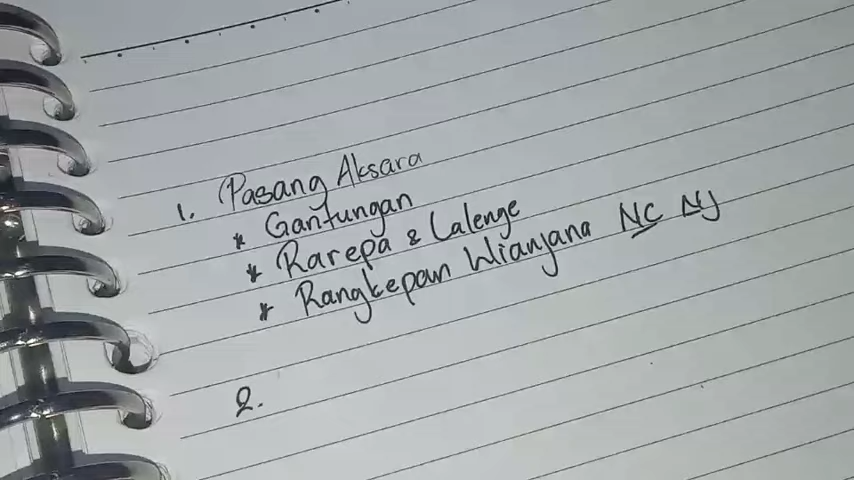 1. Pasang Aksara
* Gantungan
* Rarepa & Lalenge
* Rangkepan Wianjana NC NJ
2.